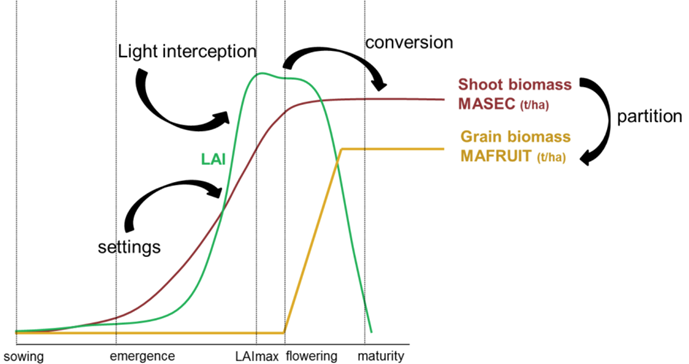 Light interception
conversion
Shoot biomass
MASEC (t/ha)
partition
Grain biomass
MAFRUIT (t/ha)
LAI
settings
sowing
emergence
LAImax
flowering
maturity